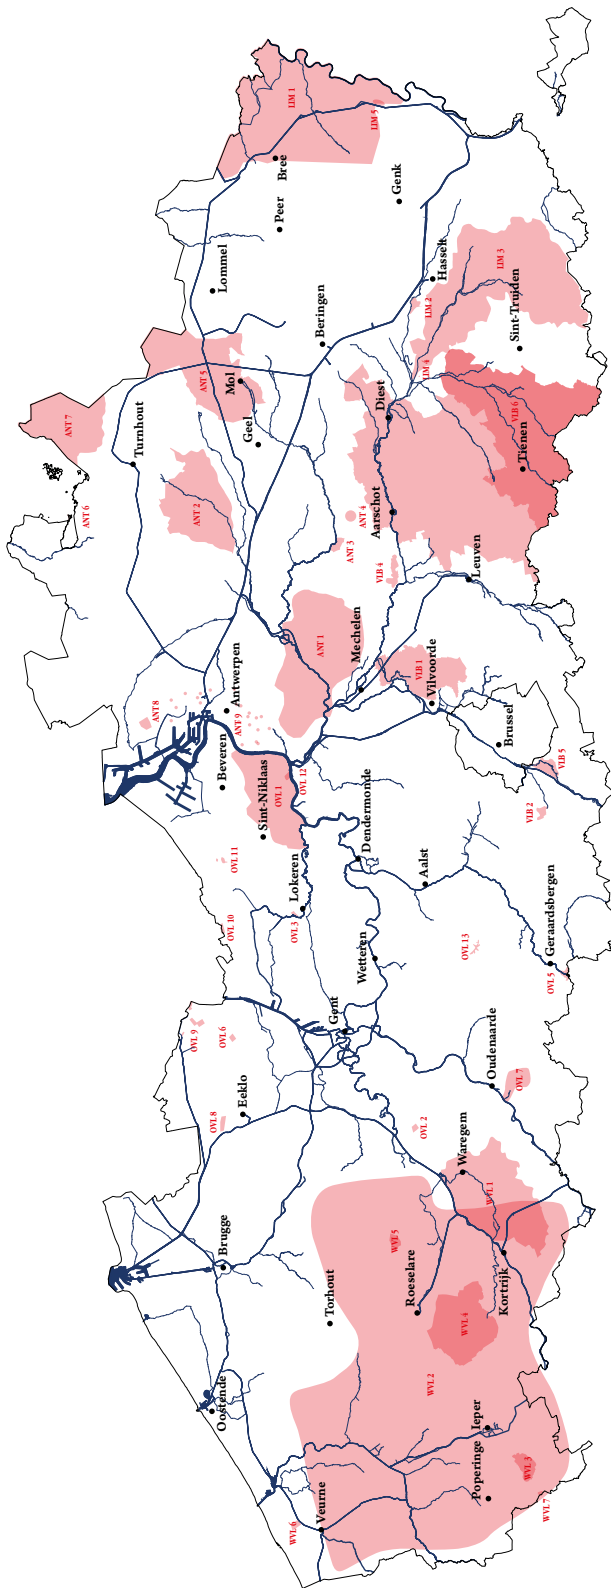 LIM 1
LIM 5
Bree
Peer
Genk
Lommel
Hasselt
LIM 2
LIM 3
Sint-Truiden
Beringen
LIM 4
ANT 5
Mol
Geel
Diest
VLB 6
Tienen
ANT 7
Turnhout
ANT 6
ANT 2
ANT 4
ANT 3
Aarschot
VLB 4
Leuven
ANT 1
Mechelen
VLB 1
Vilvoorde
ANT 8
Antwerpen
ANT 9
Brussel
VLB 5
VLB 2
Beveren
Sint-Niklaas
OVL 1
OVL 12
Dendermonde
Aalst
OVL 11
OVL 10
Lokeren
OVL 3
Wetteren
OVL 13
Geraardsbergen
OVL 5
OVL 9
OVL 6
Gent
Oudenaarde
OVL 7
OVL 8
Eeklo
OVL 2
Waregem
WVL 1
Brugge
WVL 5
Roeselare
Kortrijk
Torhout
WVL 4
WVL 2
Oostende
Ieper
Poperinge
WVL 3
WVL 7
Veurne
WVL 6